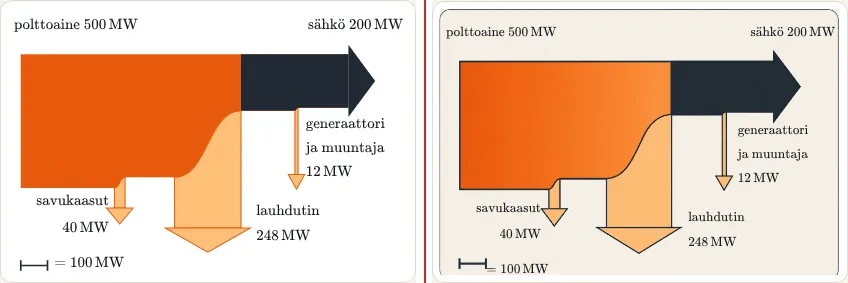 polttoaine 500 MW
sähkö 200 MW
generaattori
ja muuntaja
12 MW
savukaasut
40 MW
lauhdutin
248 MW
= 100 MW
polttoaine 500 MW
sähkö 200 MW
generaattori
ja muuntaja
12 MW
savukaasut
40 MW
lauhdutin
248 MW
= 100 MW